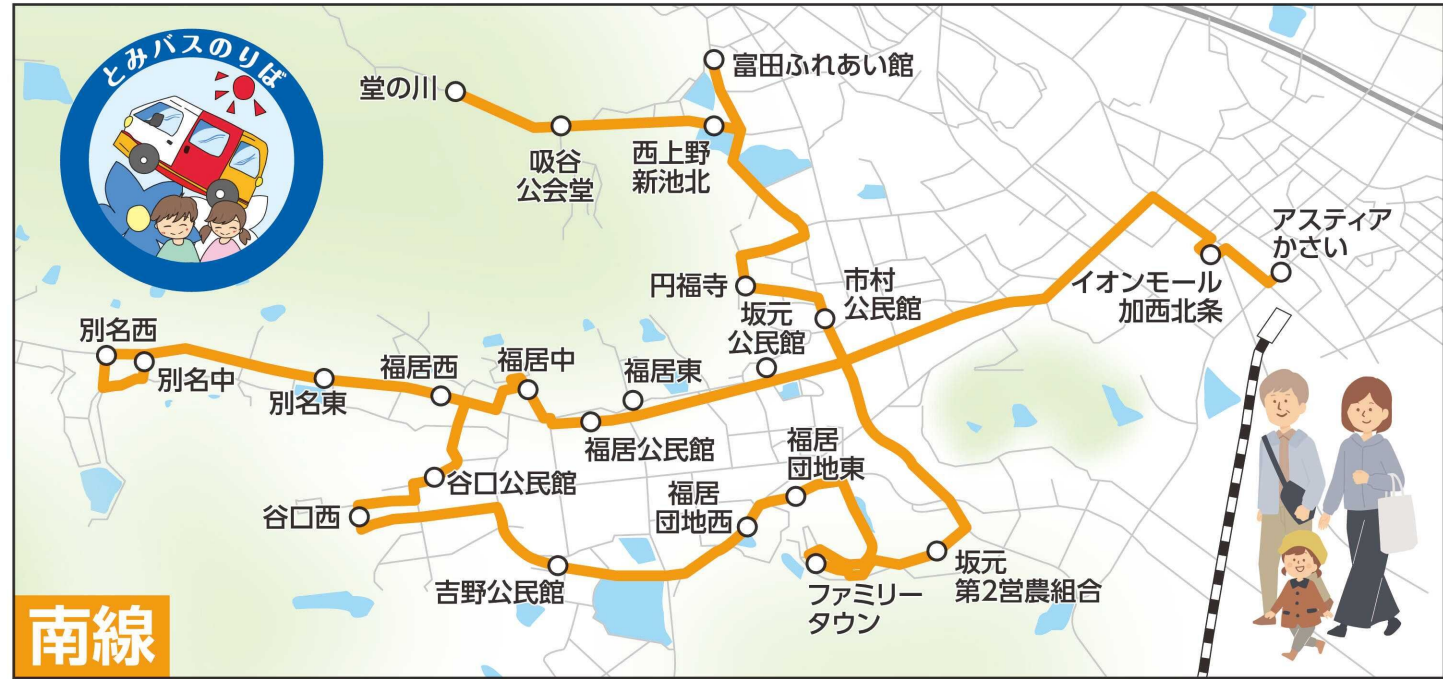 とみバスのりば
富田ふれあい館
堂の川
吸谷
公会堂
西上野
新池北
アスティア
かさい
イオンモール
加西北条
円福寺
市村
公民館
坂元
公民館
別名西
別名中
別名東
福居西
福居中
福居東
福居公民館
福居
団地東
福居
団地西
谷口公民館
谷口西
吉野公民館
ファミリー
タウン
坂元
第2営農組合
南線